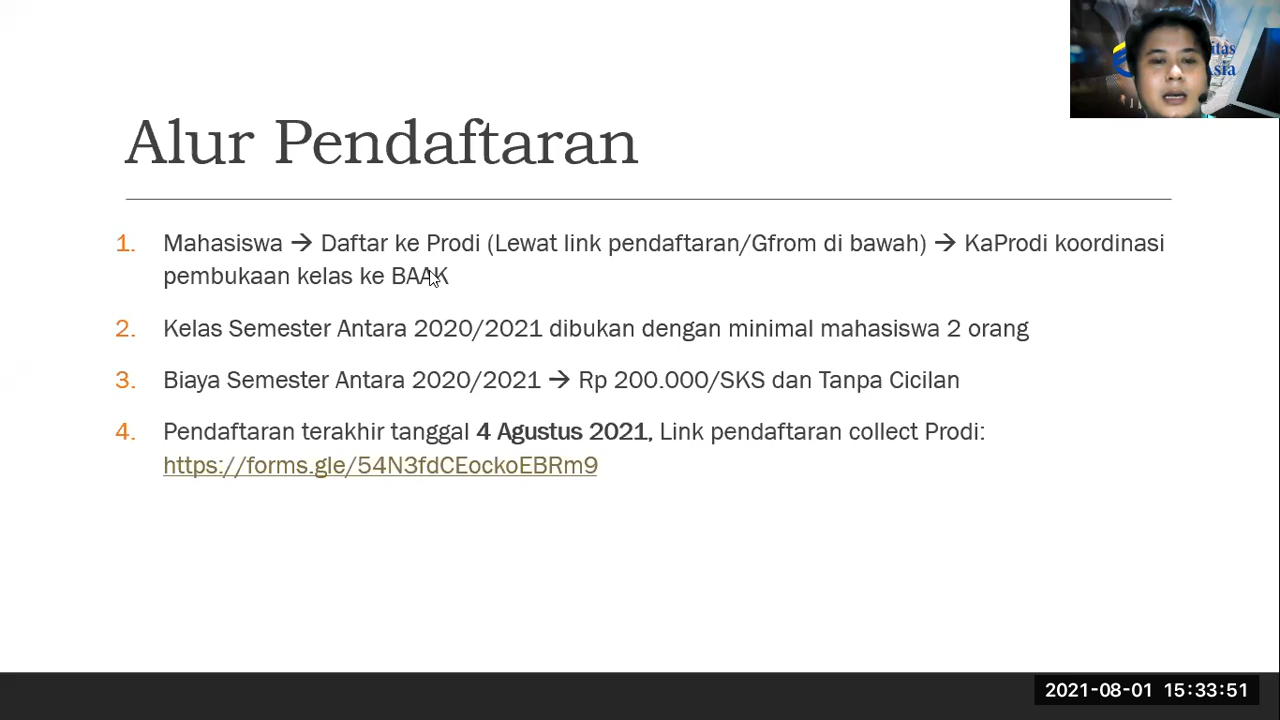 itas
Asia
Alur Pendaftaran
1. Mahasiswa → Daftar ke Prodi (Lewat link pendaftaran/Gfrom di bawah) → KaProdi koordinasi
pembukaan kelas ke BAAK
2. Kelas Semester Antara 2020/2021 dibukan dengan minimal mahasiswa 2 orang
3. Biaya Semester Antara 2020/2021 → Rp 200.000/SKS dan Tanpa Cicilan
4. Pendaftaran terakhir tanggal 4 Agustus 2021, Link pendaftaran collect Prodi:
https://forms.gle/54N3fdCEockoEBRm9
2021-08-01 15:33:51